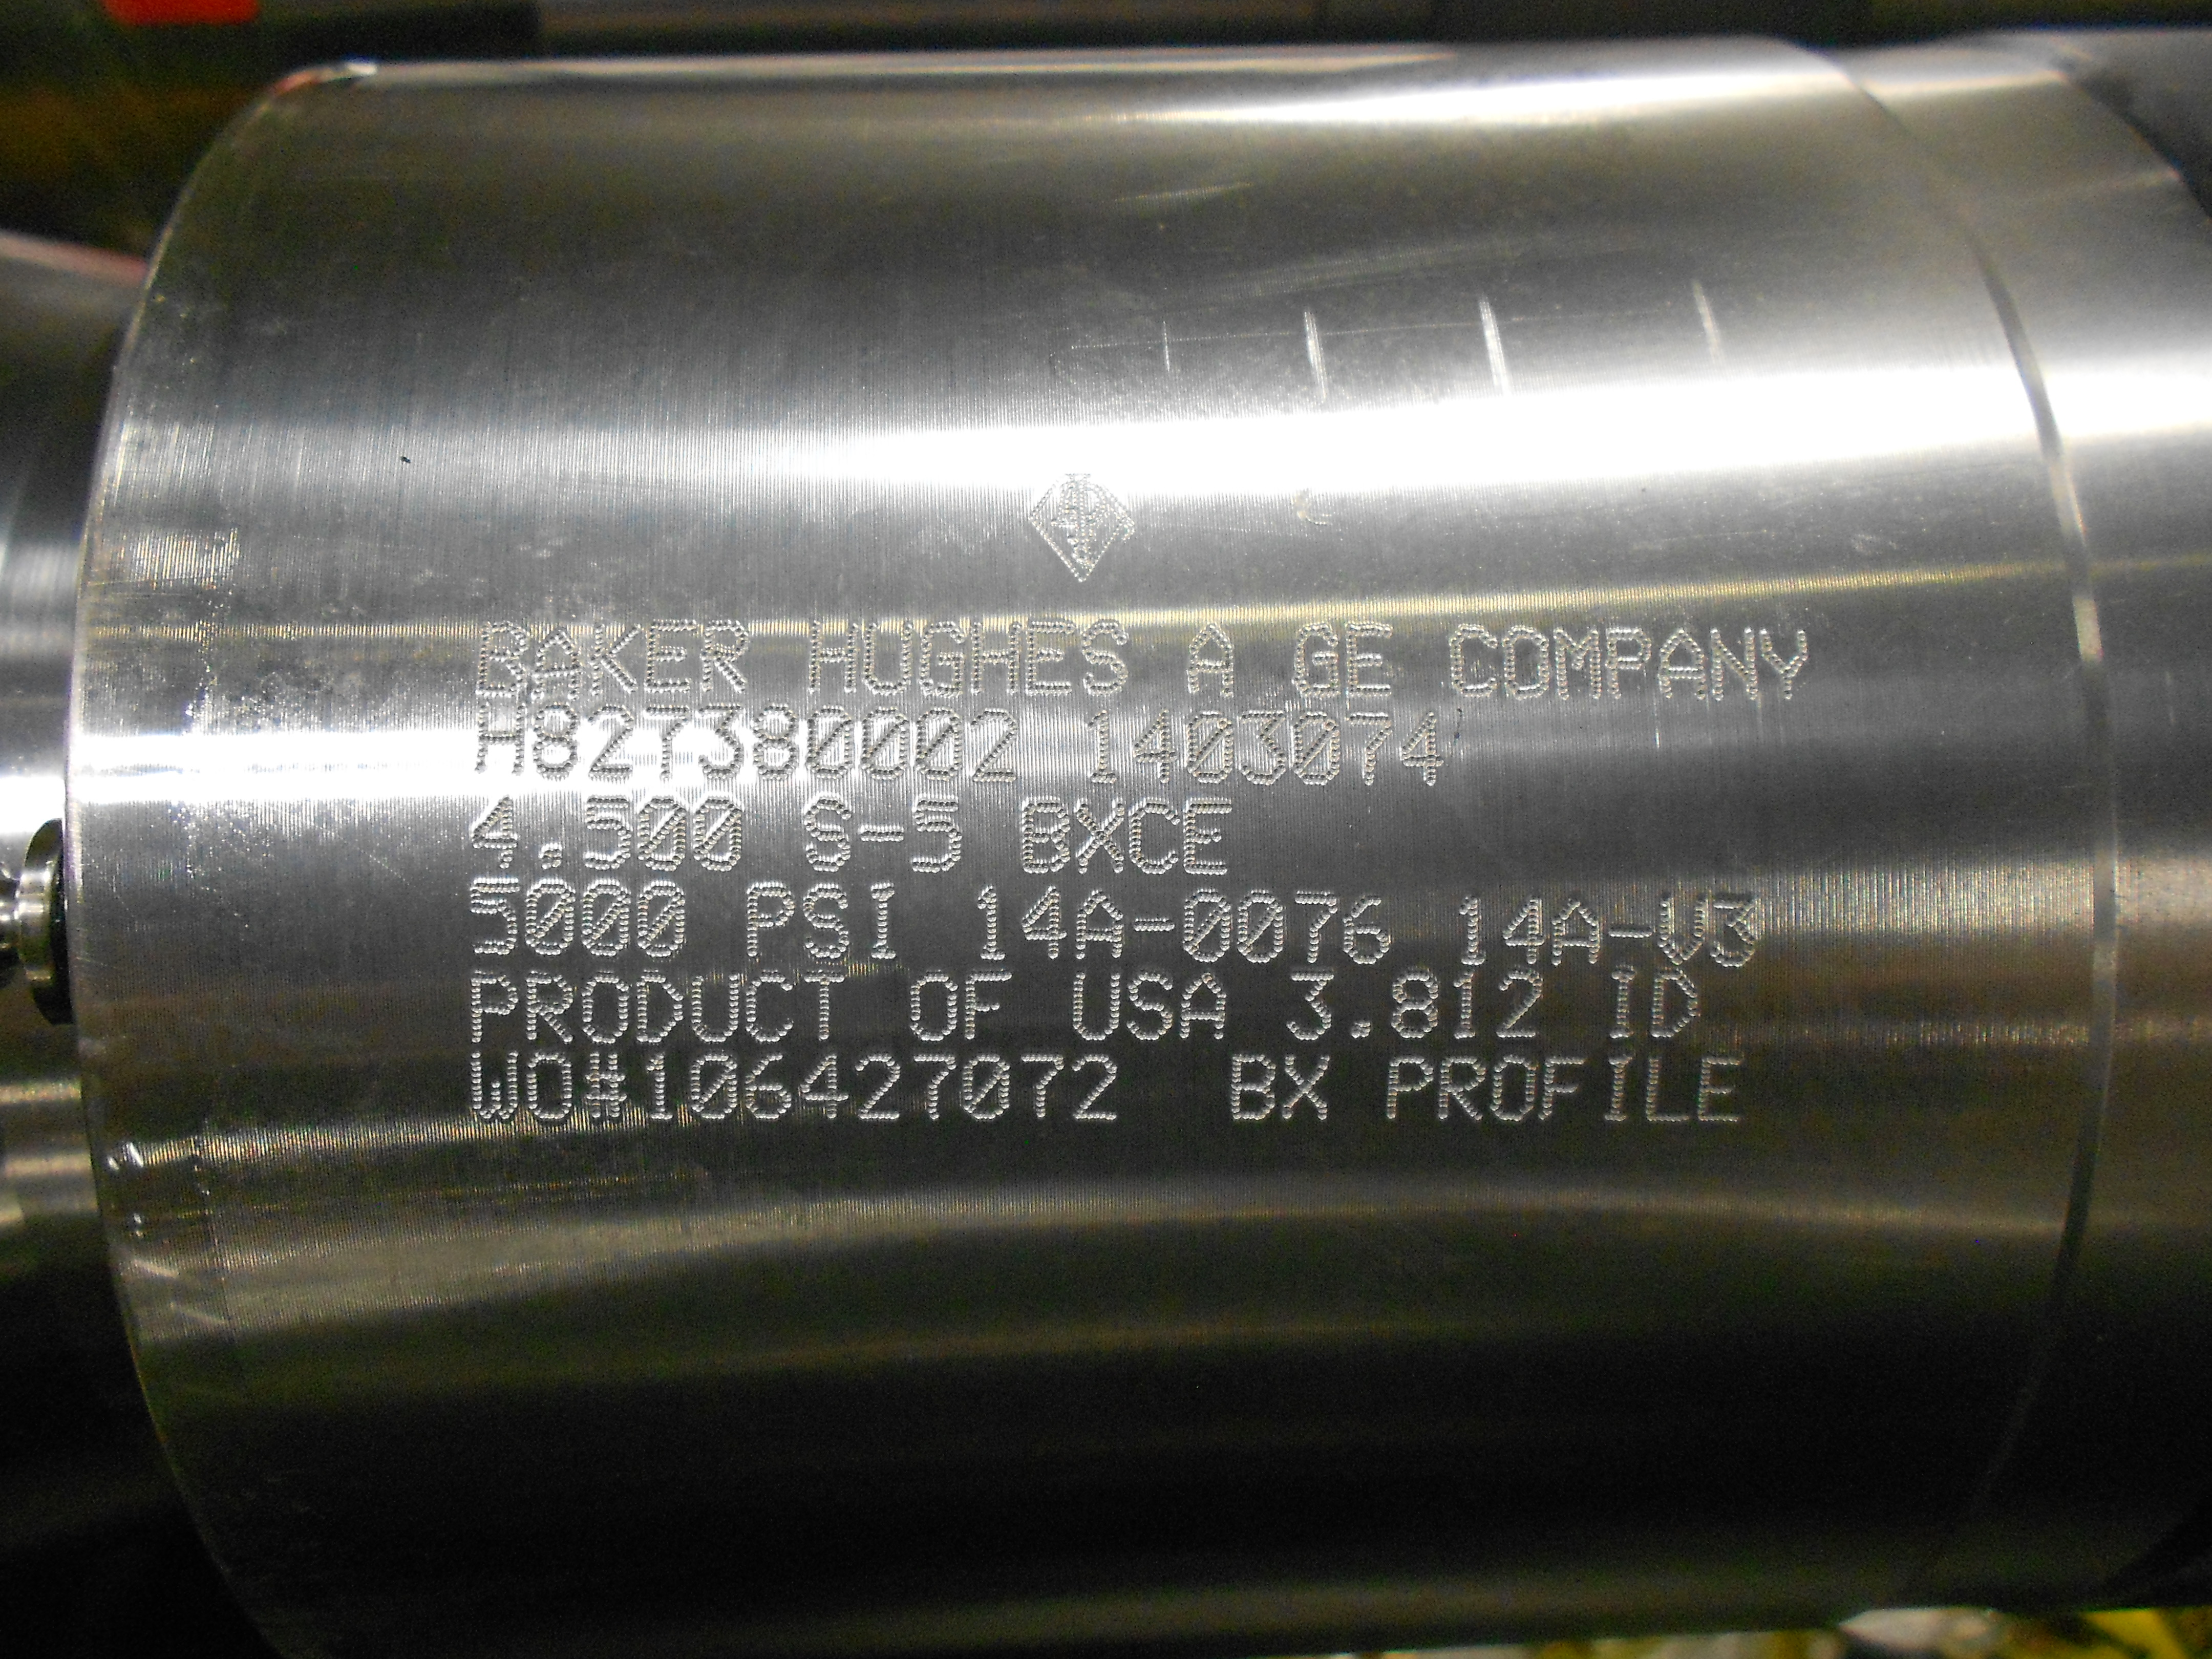 BAKER HUGHES A GE COMPANY
H827380002 1403074
4.500 S-5 BXCE
5000 PSI 14A-0076 14A-V3
PRODUCT OF USA 3.812 ID
WO#106427072 BX PROFILE